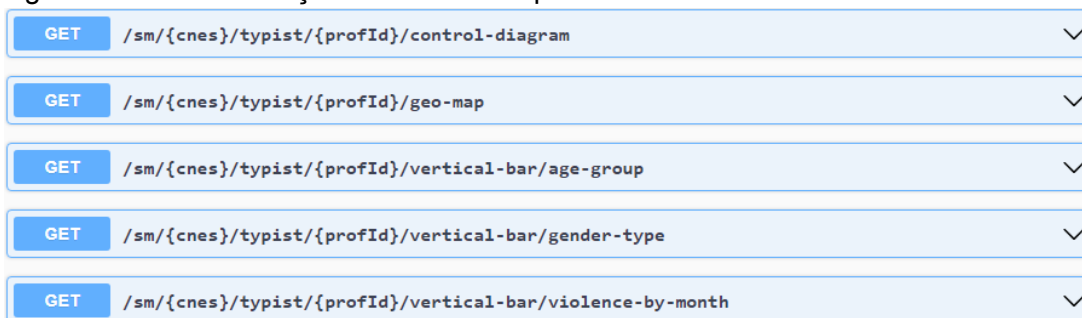 GET /sm/{cnes}/typist/{profId}/control-diagram
GET /sm/{cnes}/typist/{profId}/geo-map
GET /sm/{cnes}/typist/{profId}/vertical-bar/age-group
GET /sm/{cnes}/typist/{profId}/vertical-bar/gender-type
GET /sm/{cnes}/typist/{profId}/vertical-bar/violence-by-month